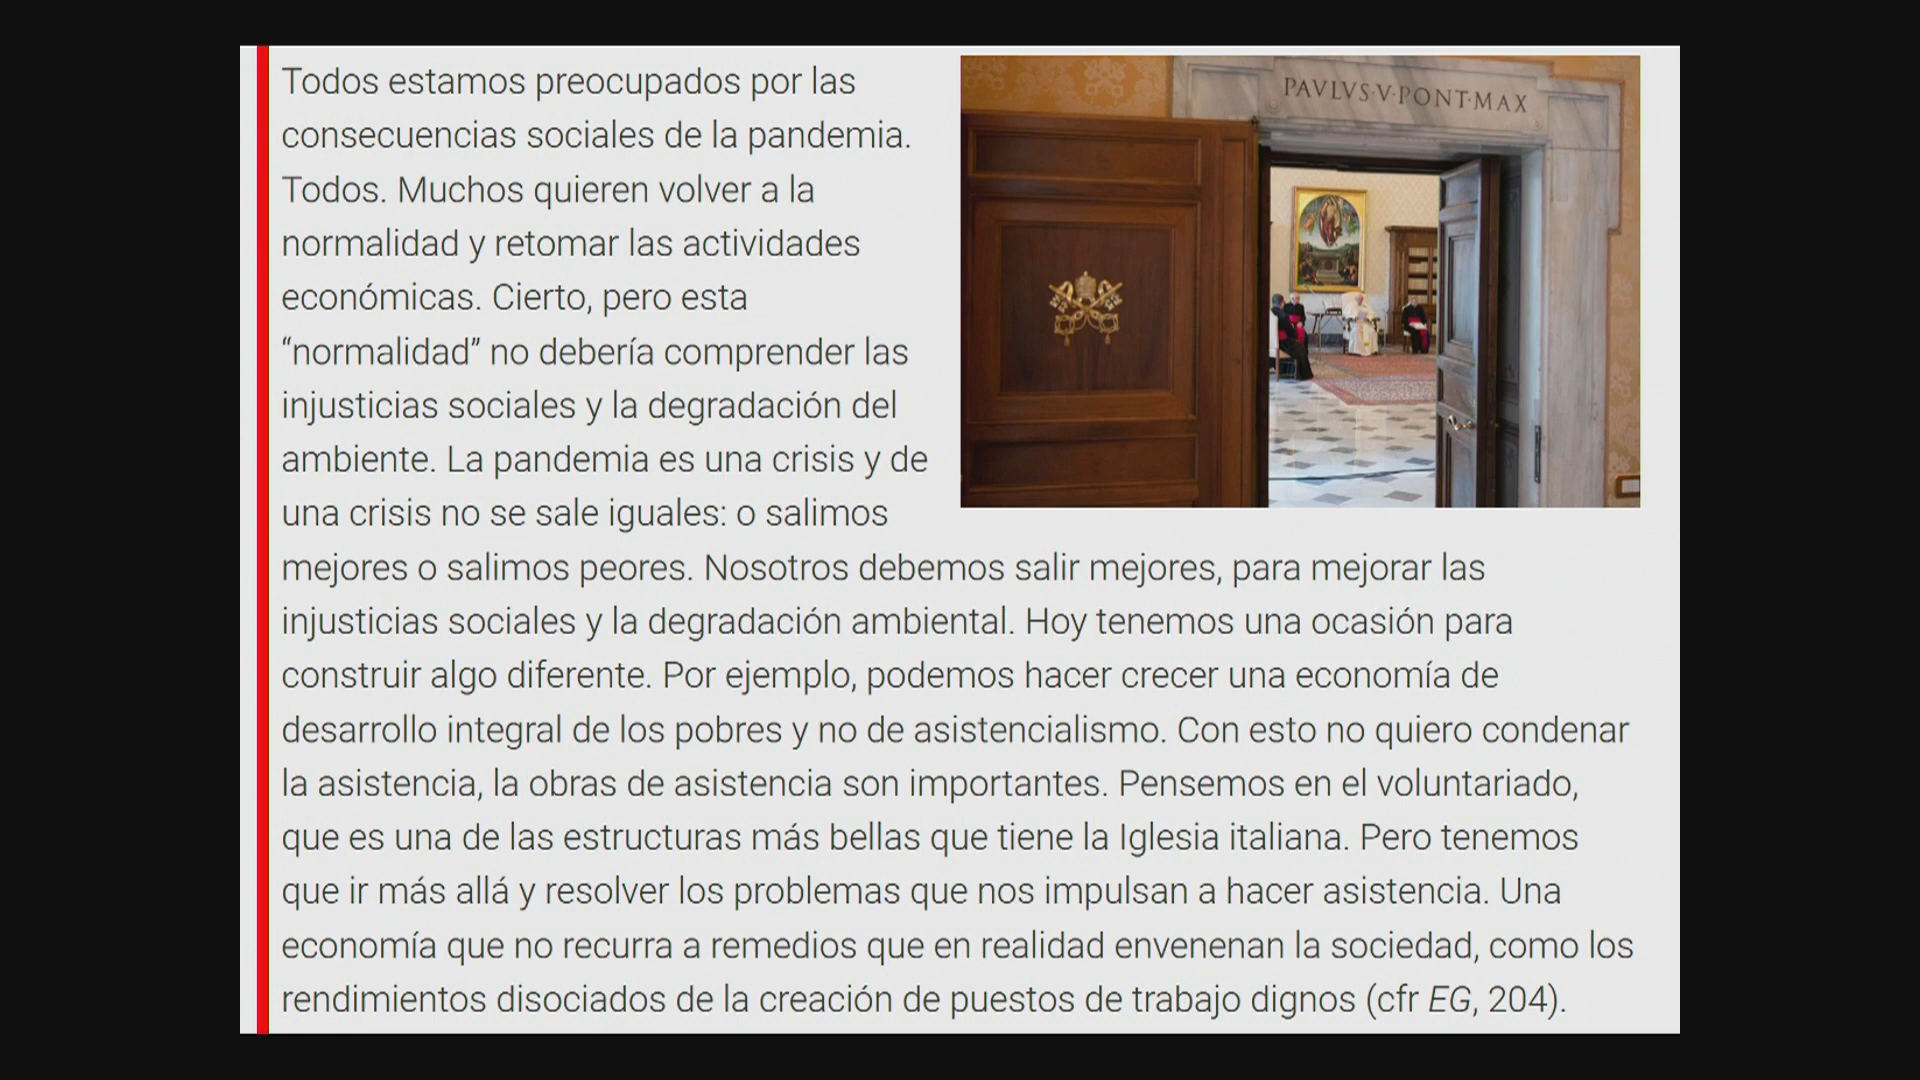 Todos estamos preocupados por las
consecuencias sociales de la pandemia.
Todos. Muchos quieren volver a la
normalidad y retomar las actividades
económicas. Cierto, pero esta
“normalidad” no debería comprender las
injusticias sociales y la degradación del
ambiente. La pandemia es una crisis y de
una crisis no se sale iguales: o salimos
mejores o salimos peores. Nosotros debemos salir mejores, para mejorar las
injusticias sociales y la degradación ambiental. Hoy tenemos una ocasión para
construir algo diferente. Por ejemplo, podemos hacer crecer una economía de
desarrollo integral de los pobres y no de asistencialismo. Con esto no quiero condenar
la asistencia, la obras de asistencia son importantes. Pensemos en el voluntariado,
que es una de las estructuras más bellas que tiene la Iglesia italiana. Pero tenemos
que ir más allá y resolver los problemas que nos impulsan a hacer asistencia. Una
economía que no recurra a remedios que en realidad envenenan la sociedad, como los
rendimientos disociados de la creación de puestos de trabajo dignos (cfr EG, 204).
PAVLVS·V·PONT·MAX